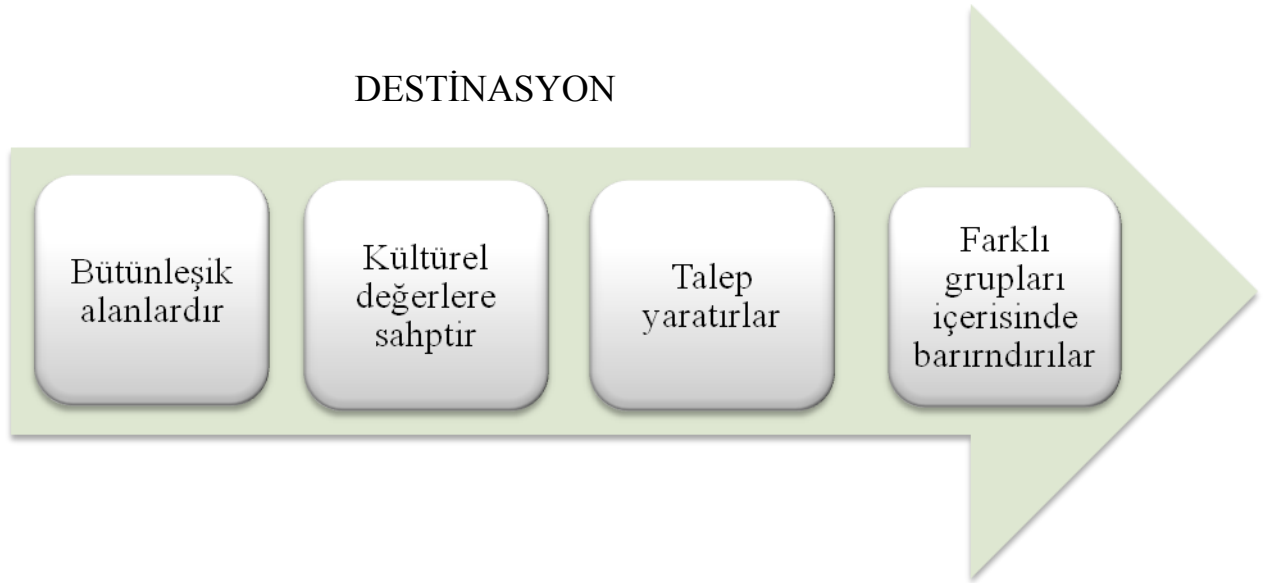 DESTİNASYON
Bütünleşik
alanlardır
Kültürel
değerlere
sahptir
Talep
yaratırlar
Farklı
grupları
içerisinde
barırndırılar